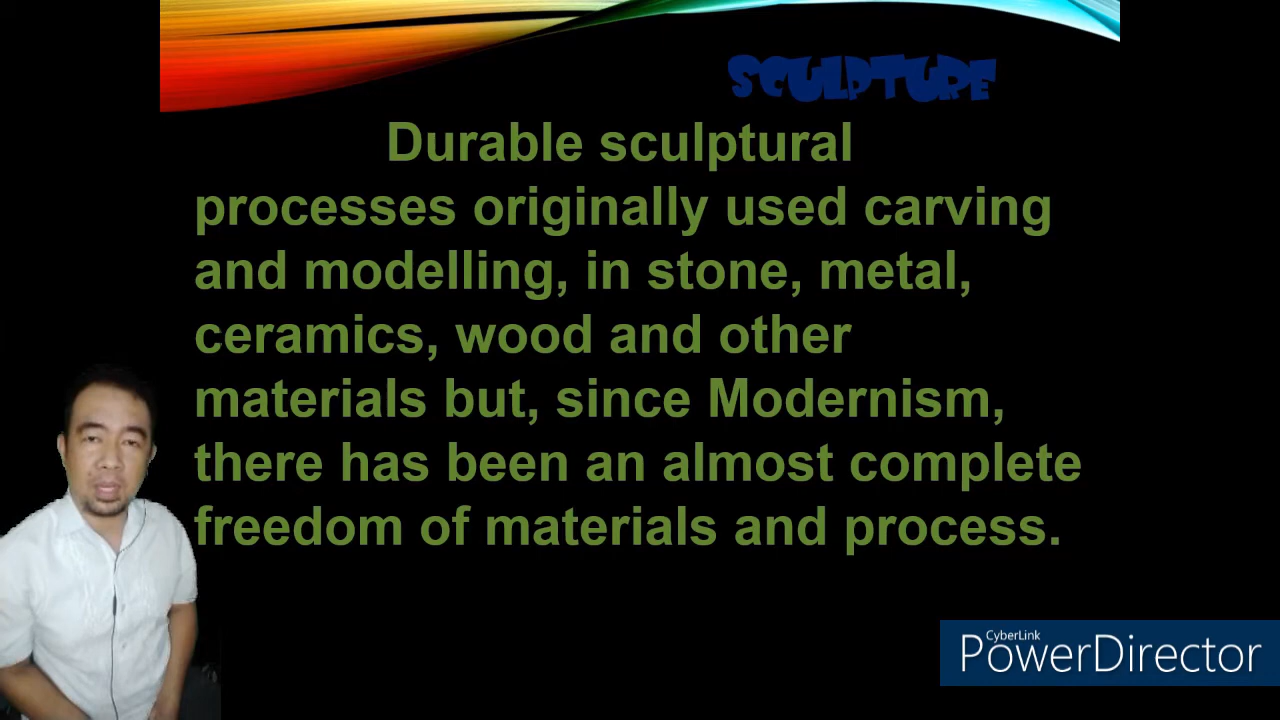 SCULPTURE
Durable sculptural
processes originally used carving
and modelling, in stone, metal,
ceramics, wood and other
materials but, since Modernism,
there has been an almost complete
freedom of materials and process.
CyberLink
PowerDirector